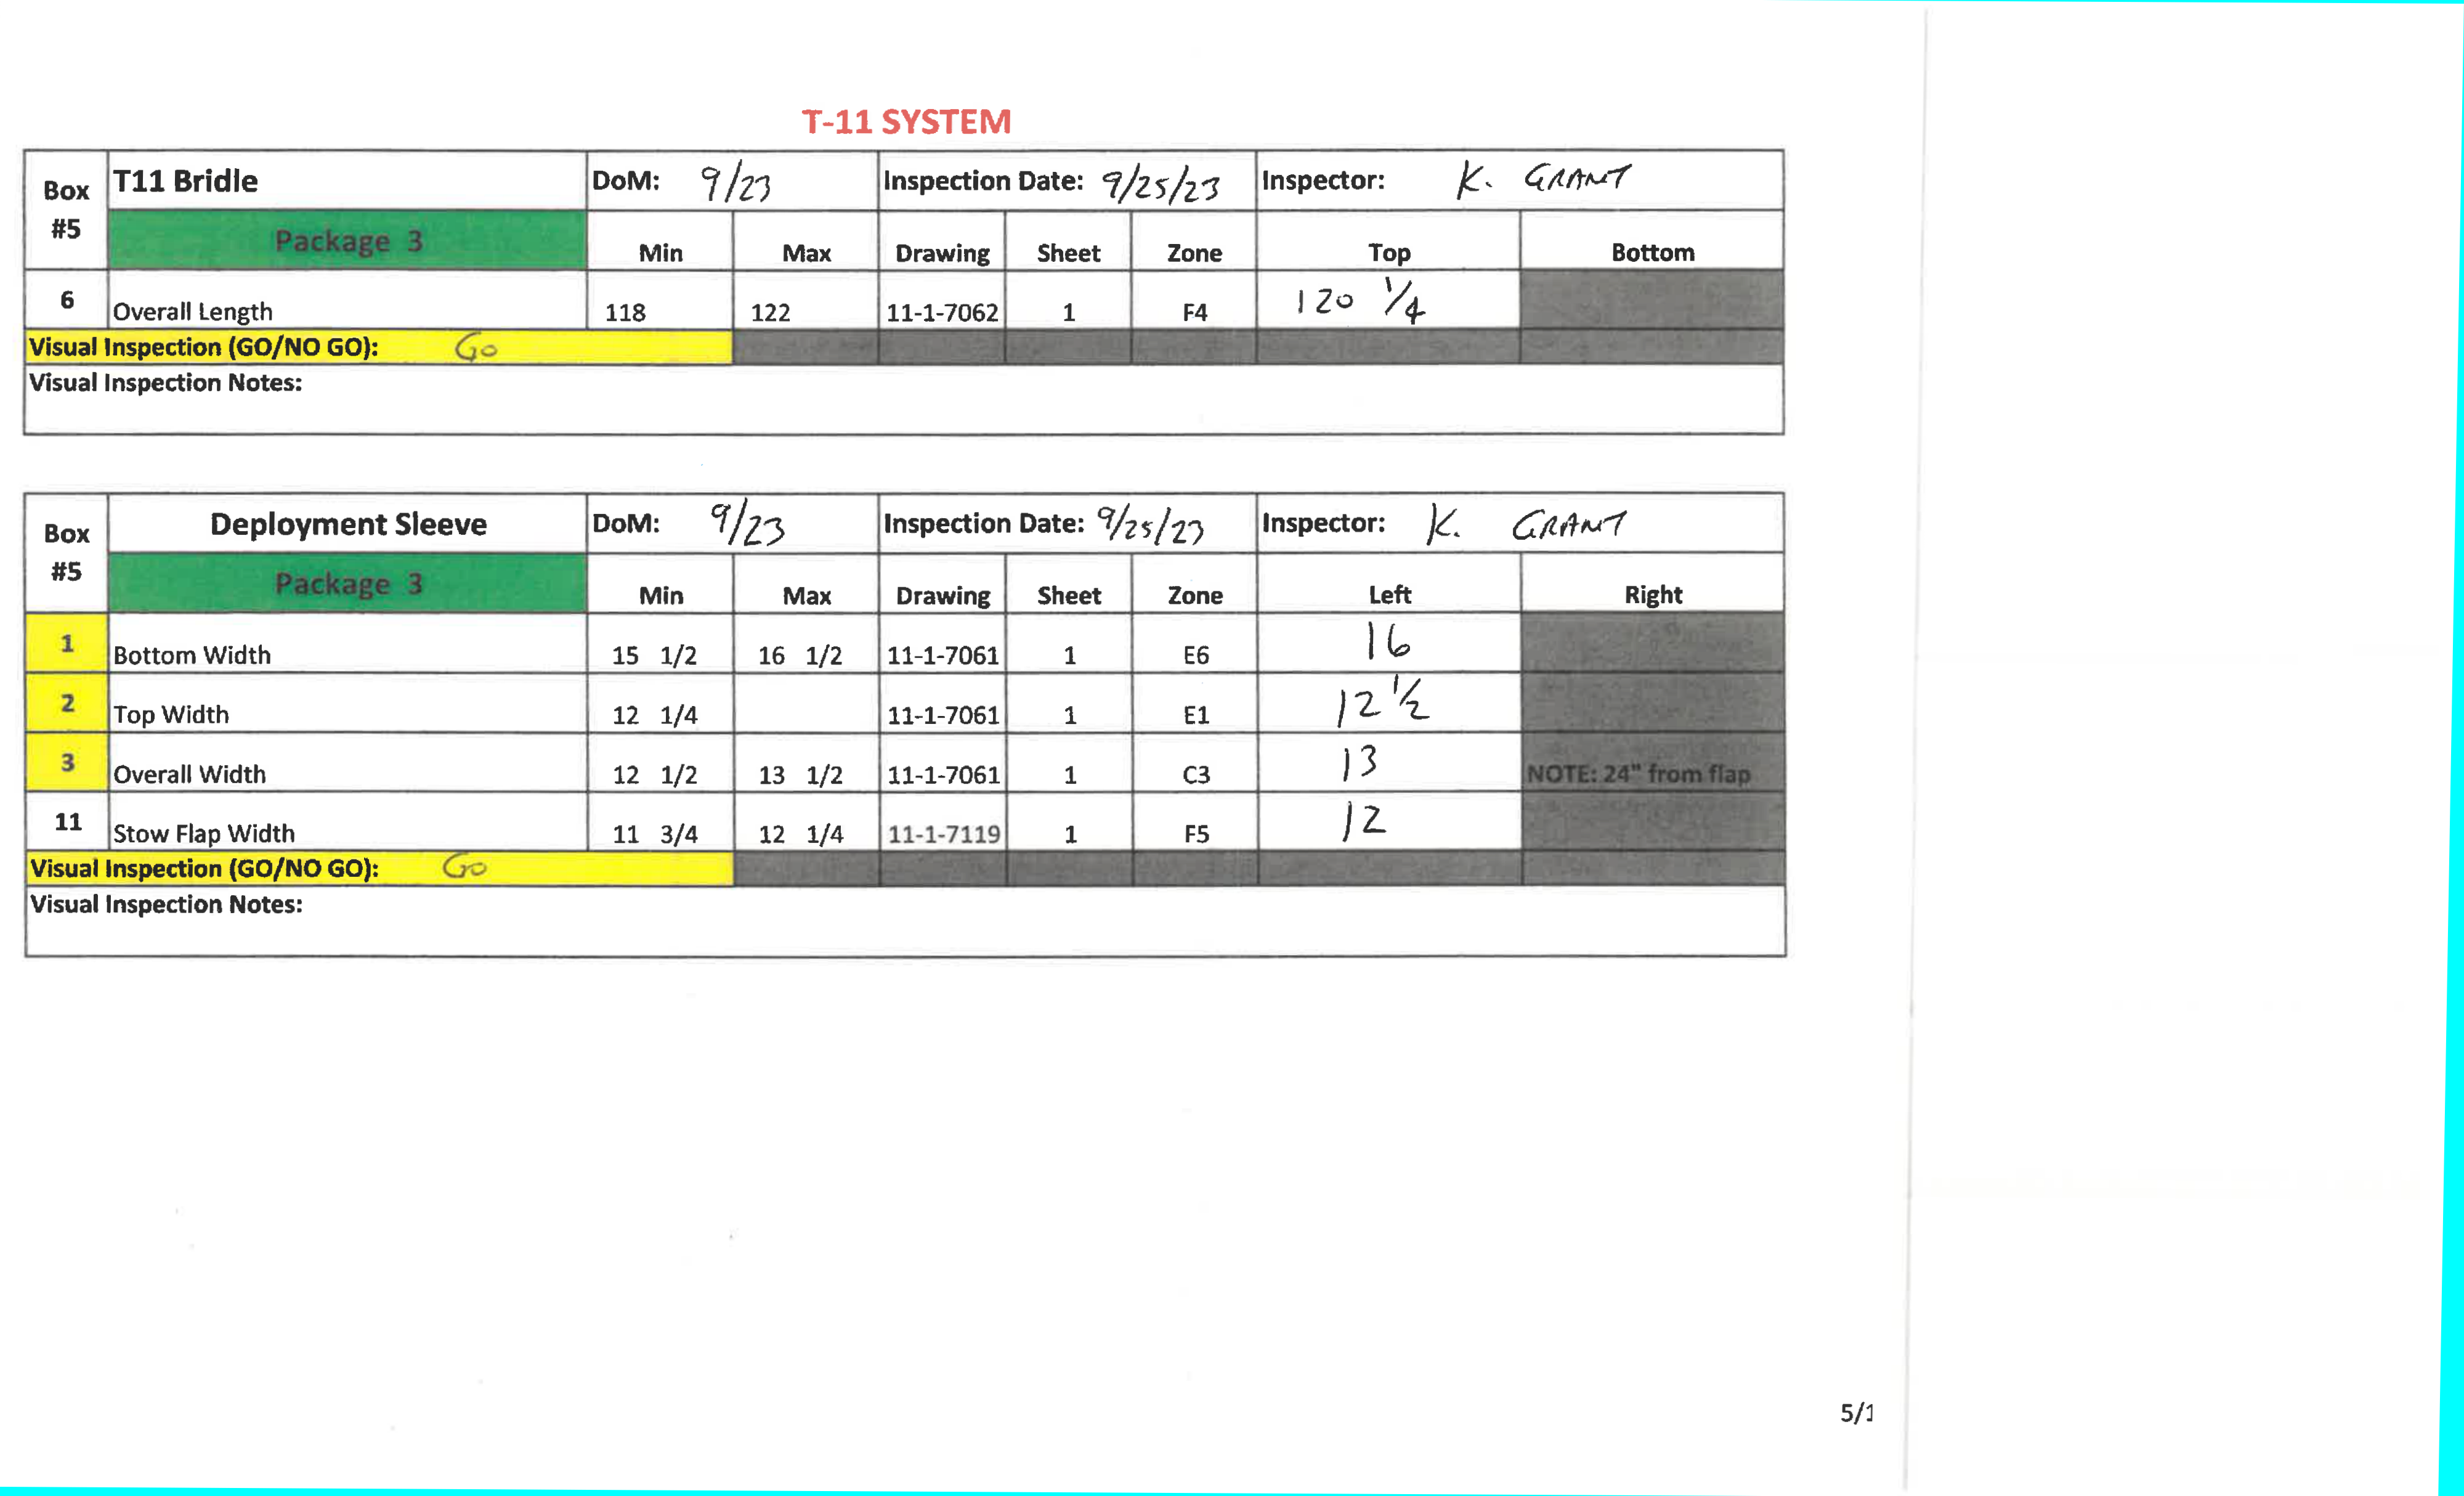 T-11 SYSTEM
Box #5 T11 Bridle DoM: 9/23 Inspection Date: 9/25/23 Inspector: K. GRANT
Package 3 Min Max Drawing Sheet Zone Top Bottom
6 Overall Length 118 122 11-1-7062 1 F4 120 1/4
Visual Inspection (GO/NO GO): Go
Visual Inspection Notes:
Box #5 Deployment Sleeve DoM: 9/23 Inspection Date: 9/25/23 Inspector: K. GRANT
Package 3 Min Max Drawing Sheet Zone Left Right
1 Bottom Width 15 1/2 16 1/2 11-1-7061 1 E6 16
2 Top Width 12 1/4 11-1-7061 1 E1 12 1/2
3 Overall Width 12 1/2 13 1/2 11-1-7061 1 C3 13 NOTE: 24" from flap
11 Stow Flap Width 11 3/4 12 1/4 11-1-7119 1 F5 12
Visual Inspection (GO/NO GO): Go
Visual Inspection Notes:
5/1